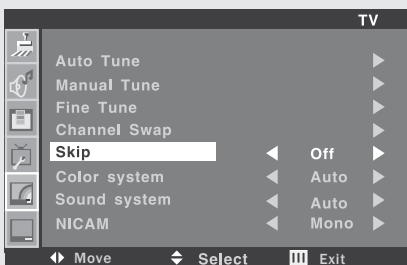 TV
Auto Tune
Manual Tune
Fine Tune
Channel Swap
Skip Off
Color system Auto
Sound system Auto
NICAM Mono
Move Select Exit